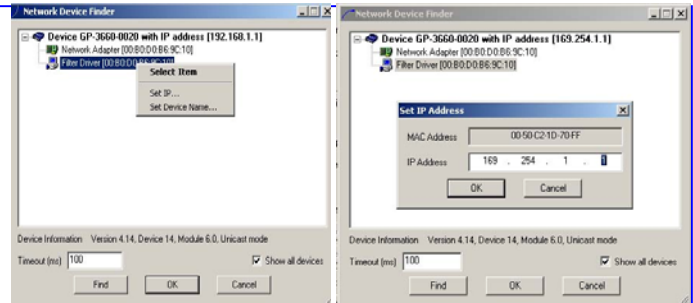 Network Device Finder
Device GP-3660-0020 with IP address [192.168.1.1]
Network Adapter [00:B0:D0:B6:9C:10]
Filter Driver [00:B0:D0:B6:9C:10]
Select Item
Set IP...
Set Device Name...
Device Information Version 4.14, Device 14, Module 6.0, Unicast mode
Timeout (ms) 100
Show all devices
Find OK Cancel
Network Device Finder
Device GP-3660-0020 with IP address [169.254.1.1]
Network Adapter [00:B0:D0:B6:9C:10]
Filter Driver [00:B0:D0:B6:9C:10]
Set IP Address
MAC Address 00-50-C2-1D-70-FF
IP Address 169 . 254 . 1 . 1
OK Cancel
Device Information Version 4.14, Device 14, Module 6.0, Unicast mode
Timeout (ms) 100
Show all devices
Find OK Cancel